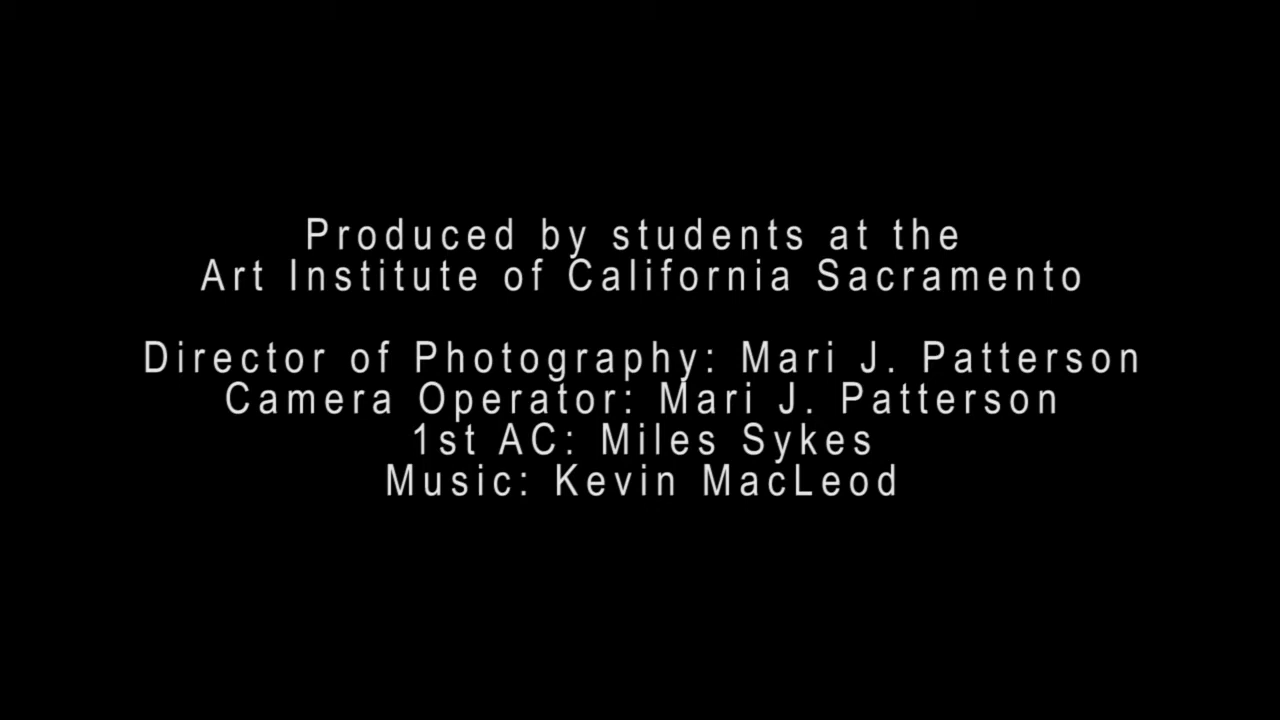 Produced by students at the
Art Institute of California Sacramento
Director of Photography: Mari J. Patterson
Camera Operator: Mari J. Patterson
1st AC: Miles Sykes
Music: Kevin MacLeod